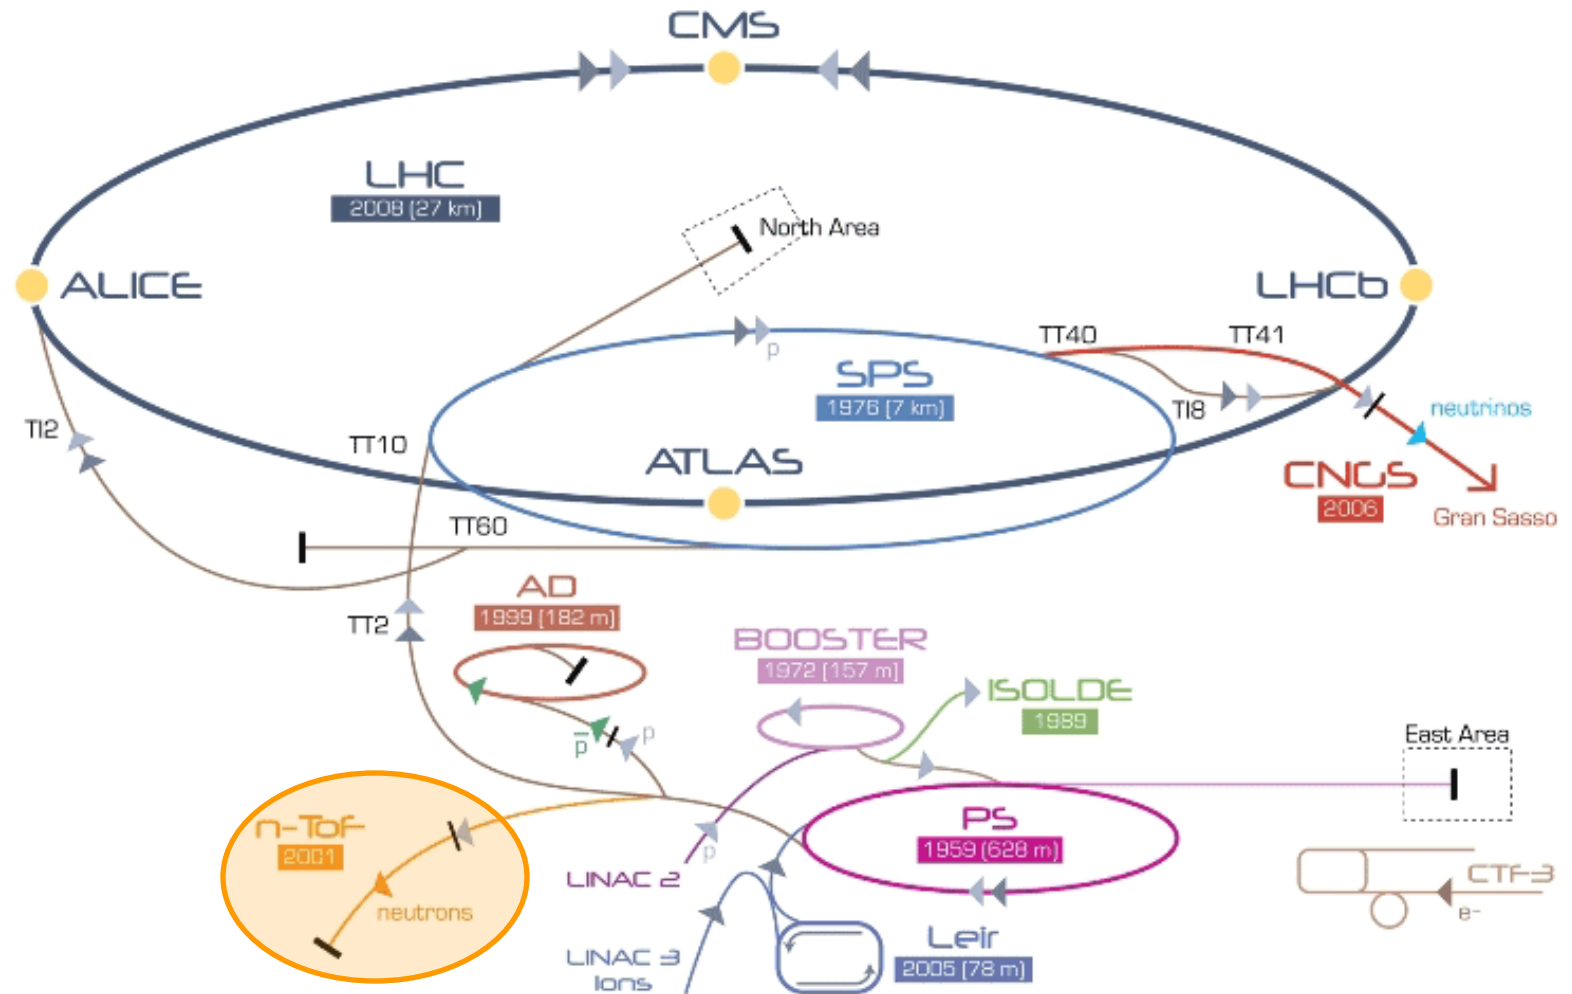 CMS
LHC
2008 (27 km)
North Area
ALICE
LHCb
TT40
TT41
p
SPS
1976 (7 km)
TI8
neutrinos
TI2
TT10
ATLAS
CNGS
2006
Gran Sasso
TT60
AD
1999 (182 m)
TT2
BOOSTER
1972 (157 m)
ISOLDE
1989
p̅
p
East Area
n-ToF
2001
PS
1959 (628 m)
p
LINAC 2
neutrons
CTF-3
e-
Leir
2005 (78 m)
LINAC 3
Ions